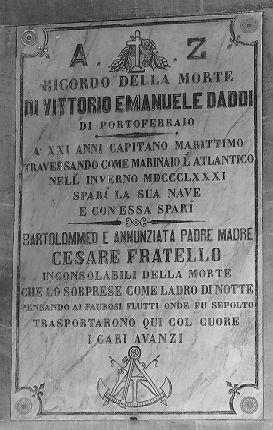 A Z
RICORDO DELLA MORTE
DI VITTORIO EMANUELE DADDI
DI PORTOFERRAIO
A' XXI ANNI CAPITANO MARITTIMO
TRAVERSANDO COME MARINAIO L'ATLANTICO
NELL' INVERNO MDCCCLXXXI
SPARÌ LA SUA NAVE
E CON ESSA SPARÌ
BARTOLOMMEO E ANNUNZIATA PADRE MADRE
CESARE FRATELLO
INCONSOLABILI DELLA MORTE
CHE LO SORPRESE COME LADRO DI NOTTE
PENSANDO AI PAUROSI FLUTTI ONDE FU SEPOLTO
TRASPORTARONO QUI COL CUORE
I CARI AVANZI